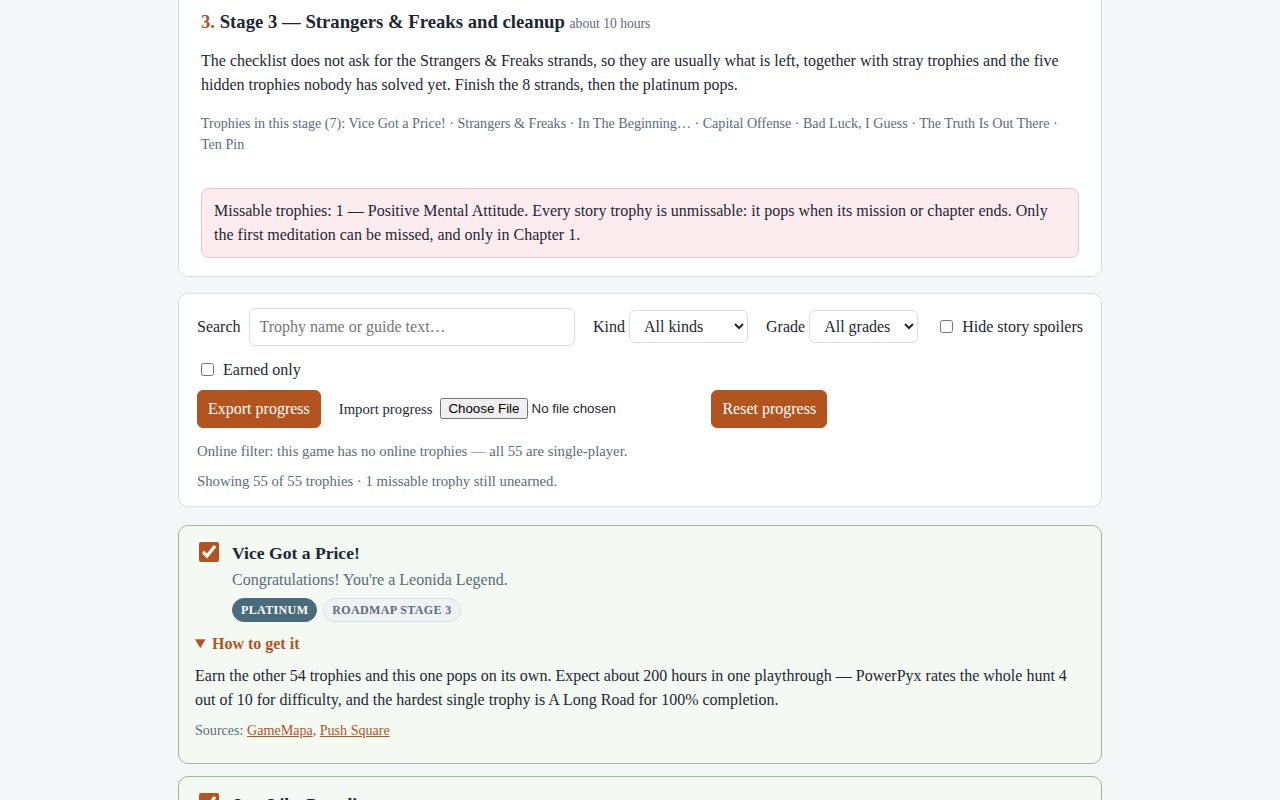 3. Stage 3 — Strangers & Freaks and cleanup about 10 hours
The checklist does not ask for the Strangers & Freaks strands, so they are usually what is left, together with stray trophies and the five
hidden trophies nobody has solved yet. Finish the 8 strands, then the platinum pops.
Trophies in this stage (7): Vice Got a Price! · Strangers & Freaks · In The Beginning… · Capital Offense · Bad Luck, I Guess · The Truth Is Out There ·
Ten Pin
Missable trophies: 1 — Positive Mental Attitude. Every story trophy is unmissable: it pops when its mission or chapter ends. Only
the first meditation can be missed, and only in Chapter 1.
Search Trophy name or guide text… Kind All kinds Grade All grades Hide story spoilers
Earned only
Export progress Import progress Choose File No file chosen Reset progress
Online filter: this game has no online trophies — all 55 are single-player.
Showing 55 of 55 trophies · 1 missable trophy still unearned.
Vice Got a Price!
Congratulations! You're a Leonida Legend.
PLATINUM ROADMAP STAGE 3
▼ How to get it
Earn the other 54 trophies and this one pops on its own. Expect about 200 hours in one playthrough — PowerPyx rates the whole hunt 4
out of 10 for difficulty, and the hardest single trophy is A Long Road for 100% completion.
Sources: GameMapa, Push Square